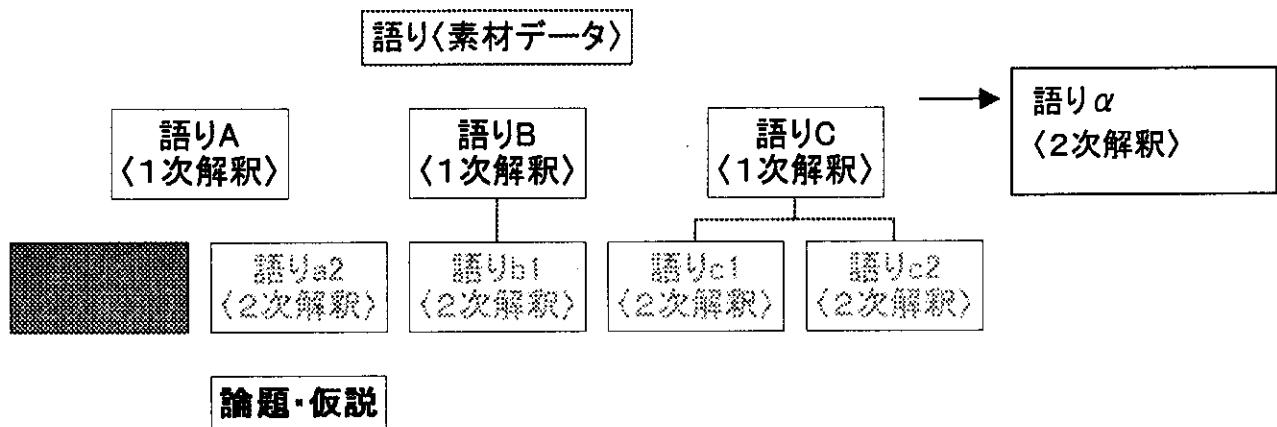 語り〈素材データ〉
語りA
〈1次解釈〉
語りB
〈1次解釈〉
語りC
〈1次解釈〉
語りα
〈2次解釈〉
語りa2
〈2次解釈〉
語りb1
〈2次解釈〉
語りc1
〈2次解釈〉
語りc2
〈2次解釈〉
論題・仮説